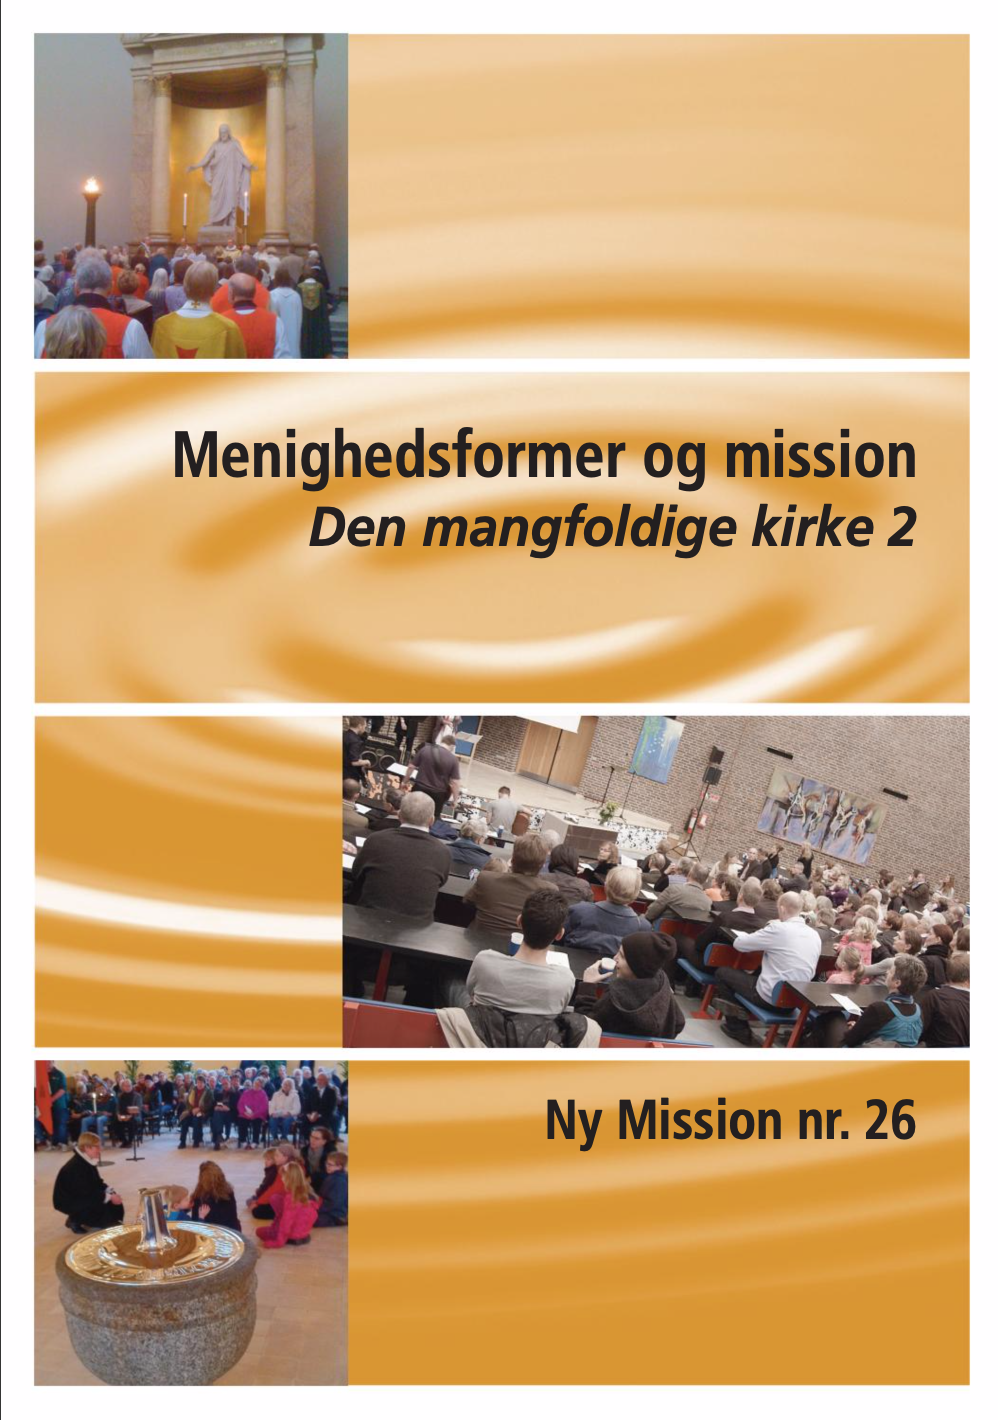 Menighedsformer og mission
Den mangfoldige kirke 2
Ny Mission nr. 26